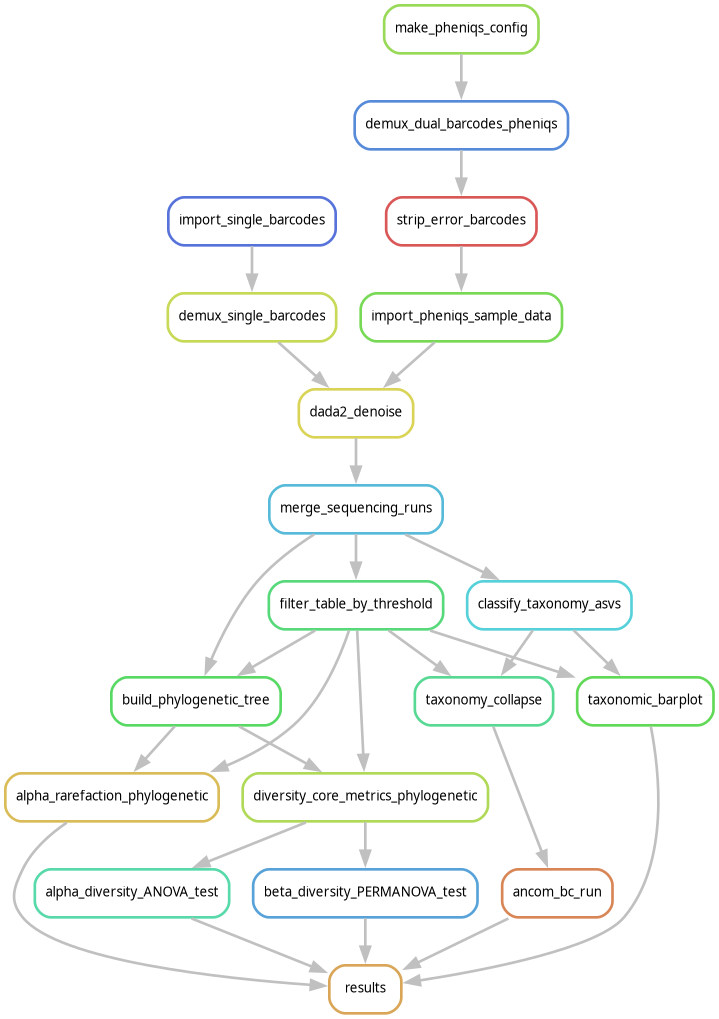 make_pheniqs_config
demux_dual_barcodes_pheniqs
import_single_barcodes
strip_error_barcodes
demux_single_barcodes
import_pheniqs_sample_data
dada2_denoise
merge_sequencing_runs
filter_table_by_threshold
classify_taxonomy_asvs
build_phylogenetic_tree
taxonomy_collapse
taxonomic_barplot
alpha_rarefaction_phylogenetic
diversity_core_metrics_phylogenetic
alpha_diversity_ANOVA_test
beta_diversity_PERMANOVA_test
ancom_bc_run
results